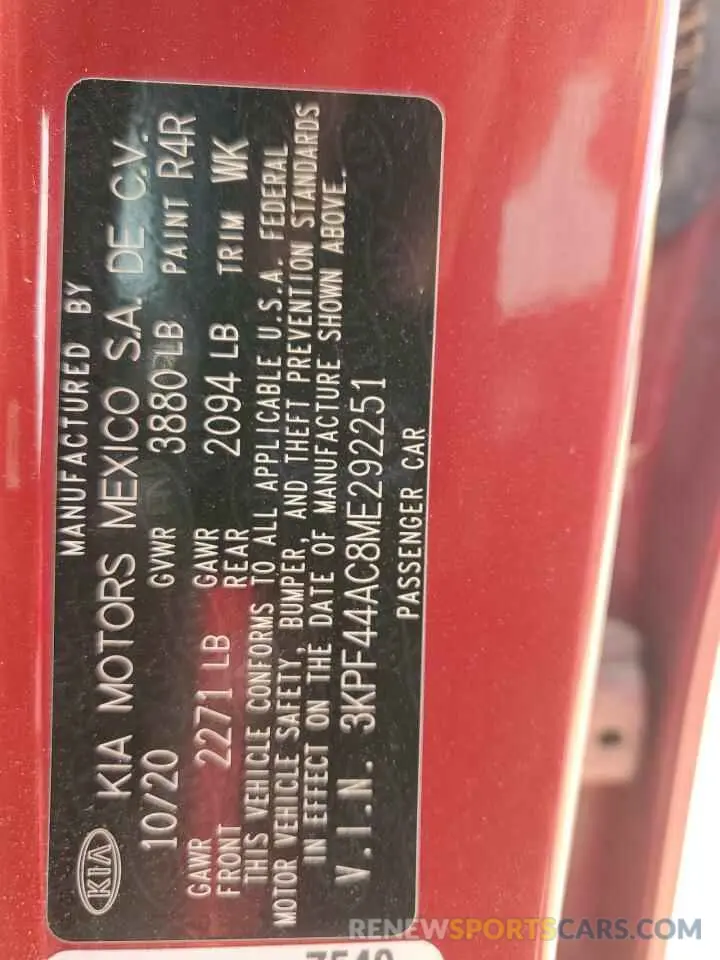 MANUFACTURED BY
KIA KIA MOTORS MEXICO S.A. DE C.V.
10/20 GVWR 3880 LB PAINT R4R
GAWR FRONT 2271 LB GAWR REAR 2094 LB TRIM WK
THIS VEHICLE CONFORMS TO ALL APPLICABLE U.S.A. FEDERAL
MOTOR VEHICLE SAFETY, BUMPER, AND THEFT PREVENTION STANDARDS
IN EFFECT ON THE DATE OF MANUFACTURE SHOWN ABOVE.
V.I.N. 3KPF44AC8ME292251
PASSENGER CAR
RENEWSPORTSCARS.COM